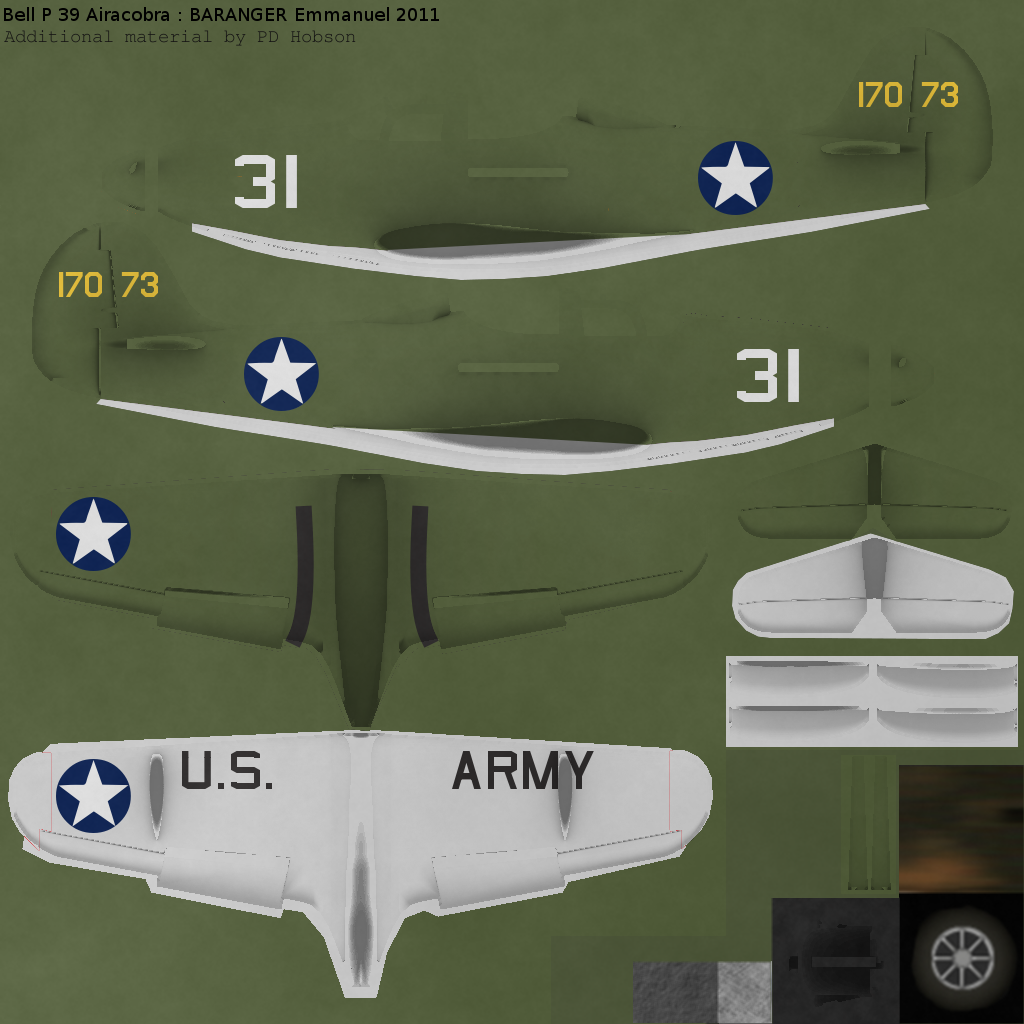 Bell P 39 Airacobra : BARANGER Emmanuel 2011
Additional material by PD Hobson
170 73
31
170 73
31
U.S. ARMY